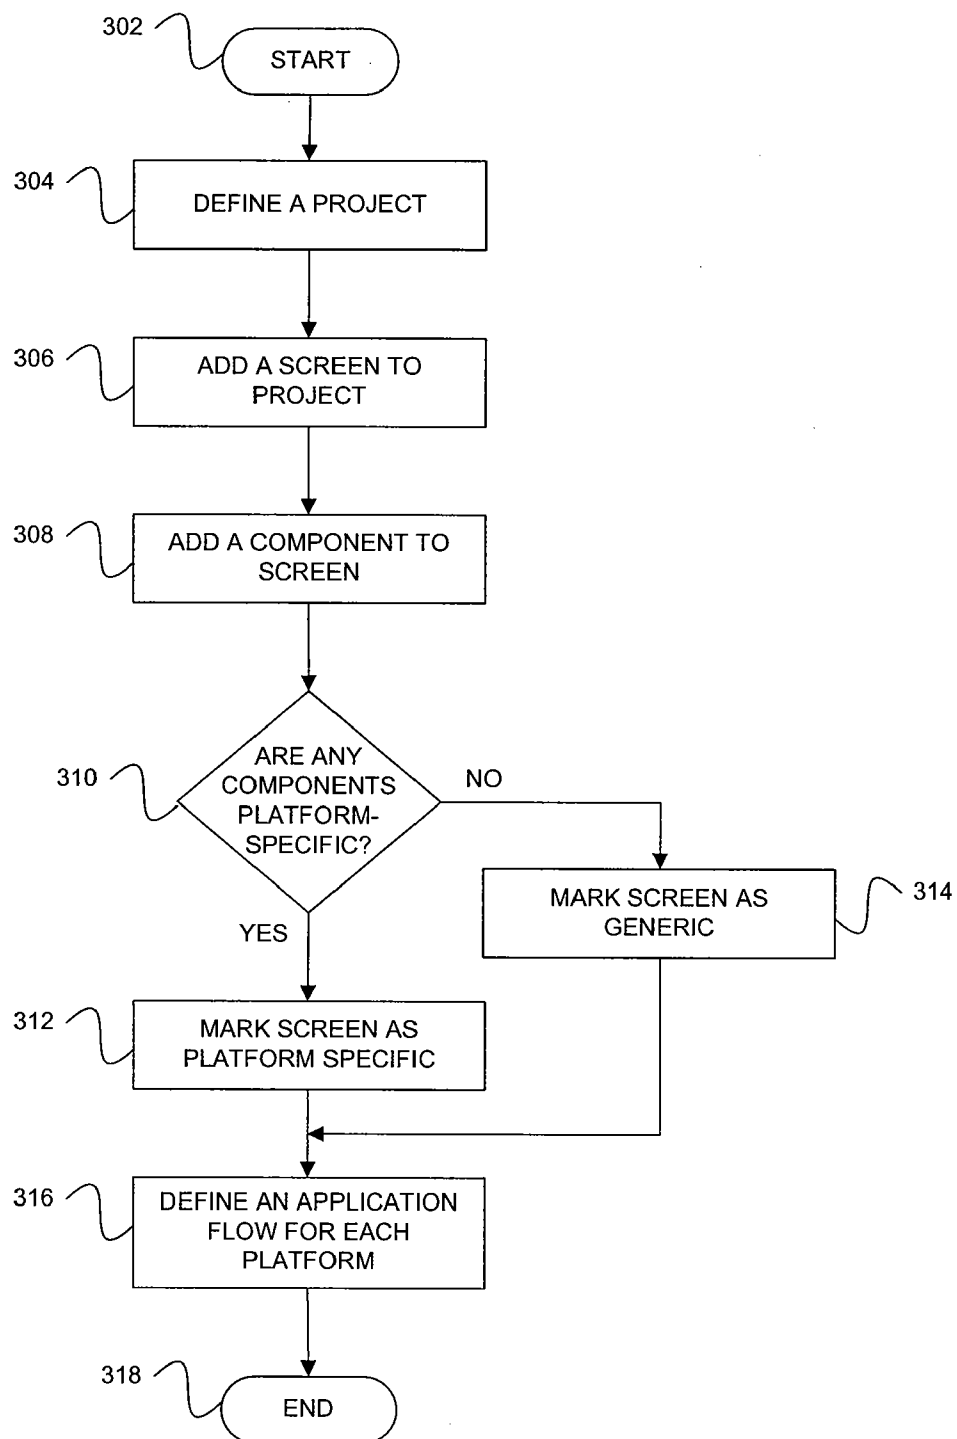 302
START
304
DEFINE A PROJECT
306
ADD A SCREEN TO
PROJECT
308
ADD A COMPONENT TO
SCREEN
310
ARE ANY
COMPONENTS
PLATFORM-
SPECIFIC?
NO
YES
314
MARK SCREEN AS
GENERIC
312
MARK SCREEN AS
PLATFORM SPECIFIC
316
DEFINE AN APPLICATION
FLOW FOR EACH
PLATFORM
318
END